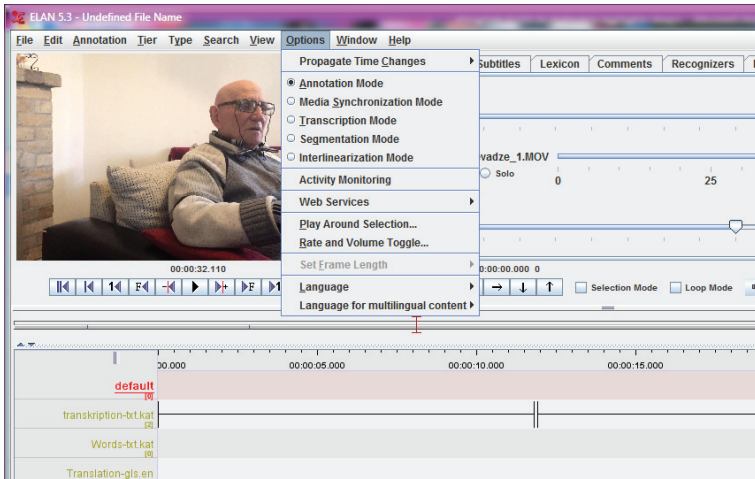 ELAN 5.3 - Undefined File Name
File Edit Annotation Tier Type Search View Options Window Help
Propagate Time Changes
Annotation Mode
Media Synchronization Mode
Transcription Mode
Segmentation Mode
Interlinearization Mode
Activity Monitoring
Web Services
Play Around Selection...
Rate and Volume Toggle...
Set Frame Length
Language
Language for multilingual content
Subtitles Lexicon Comments Recognizers
vadze_1.MOV
Solo
0 25
00:00:32.110
0:00:00.000 0
Selection Mode Loop Mode
00.000 00:00:05.000 00:00:10.000 00:00:15.000
default
[0]
transkription-txt.kat
[2]
Words-txt.kat
[0]
Translation-gls.en